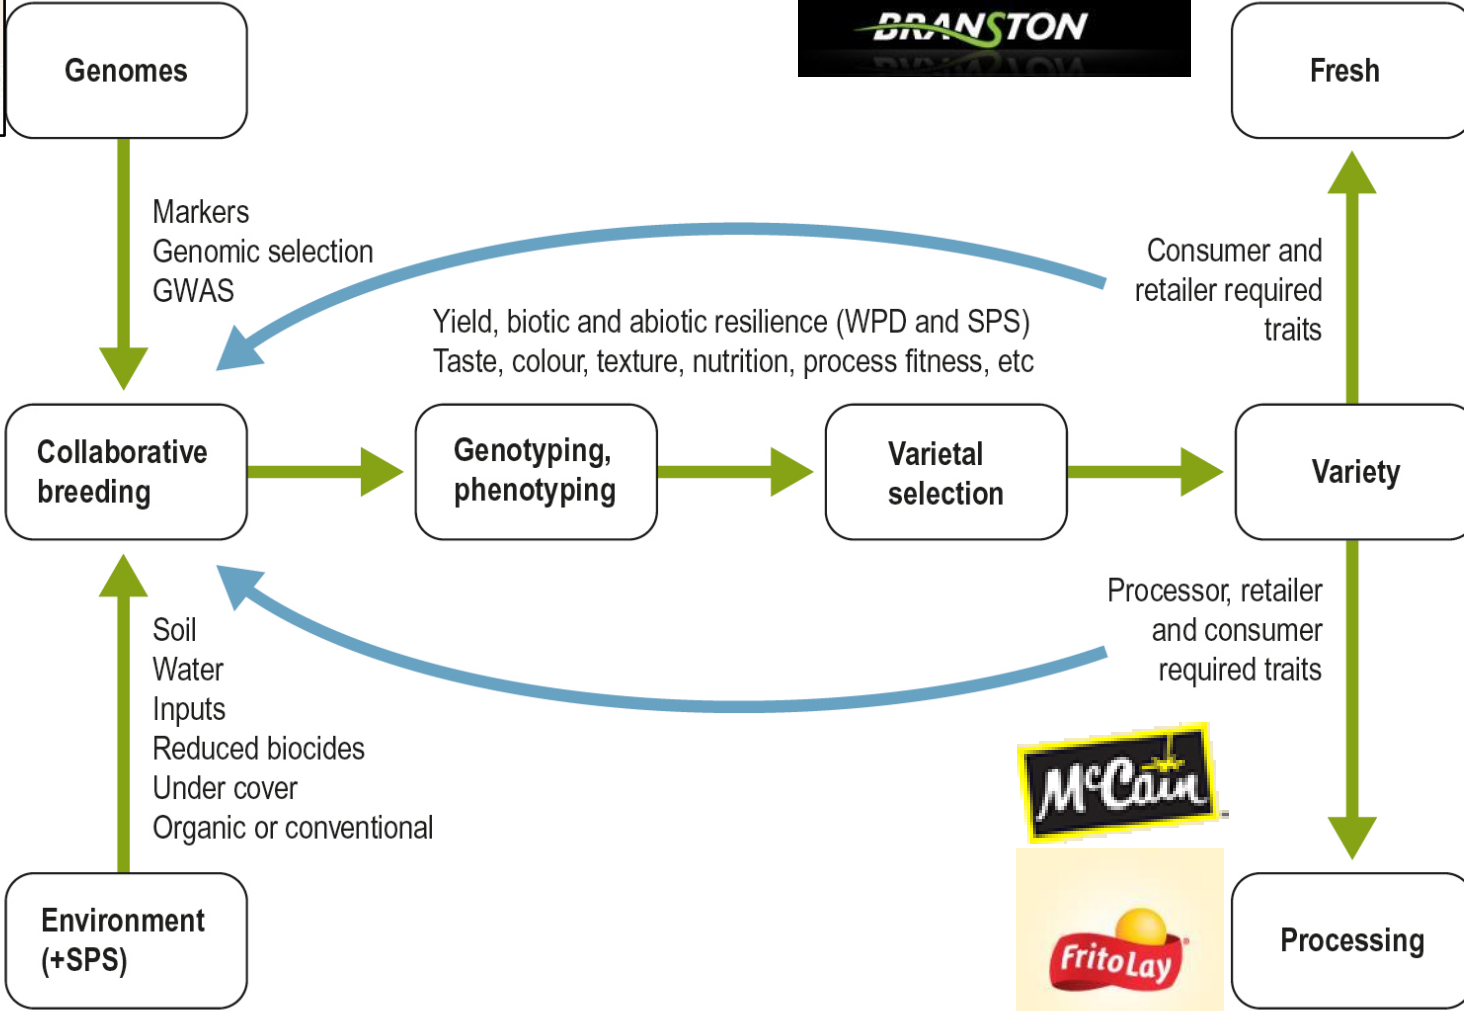 Genomes
BRANSTON
Fresh
Markers
Genomic selection
GWAS
Consumer and
retailer required
traits
Yield, biotic and abiotic resilience (WPD and SPS)
Taste, colour, texture, nutrition, process fitness, etc
Collaborative
breeding
Genotyping,
phenotyping
Varietal
selection
Variety
Processor, retailer
and consumer
required traits
Soil
Water
Inputs
Reduced biocides
Under cover
Organic or conventional
McCain
Environment
(+SPS)
FritoLay
Processing